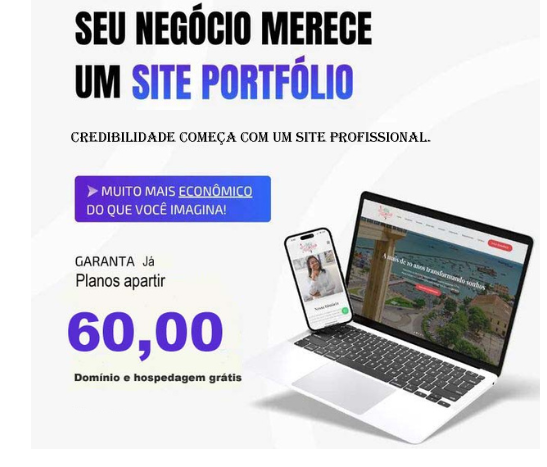 SEU NEGÓCIO MERECE
UM SITE PORTFÓLIO
CREDIBILIDADE COMEÇA COM UM SITE PROFISSIONAL.
➤ MUITO MAIS ECONÔMICO
DO QUE VOCÊ IMAGINA!
GARANTA Já
Planos apartir
60,00
Domínio e hospedagem grátis
A mais de 10 anos transformando sonhos